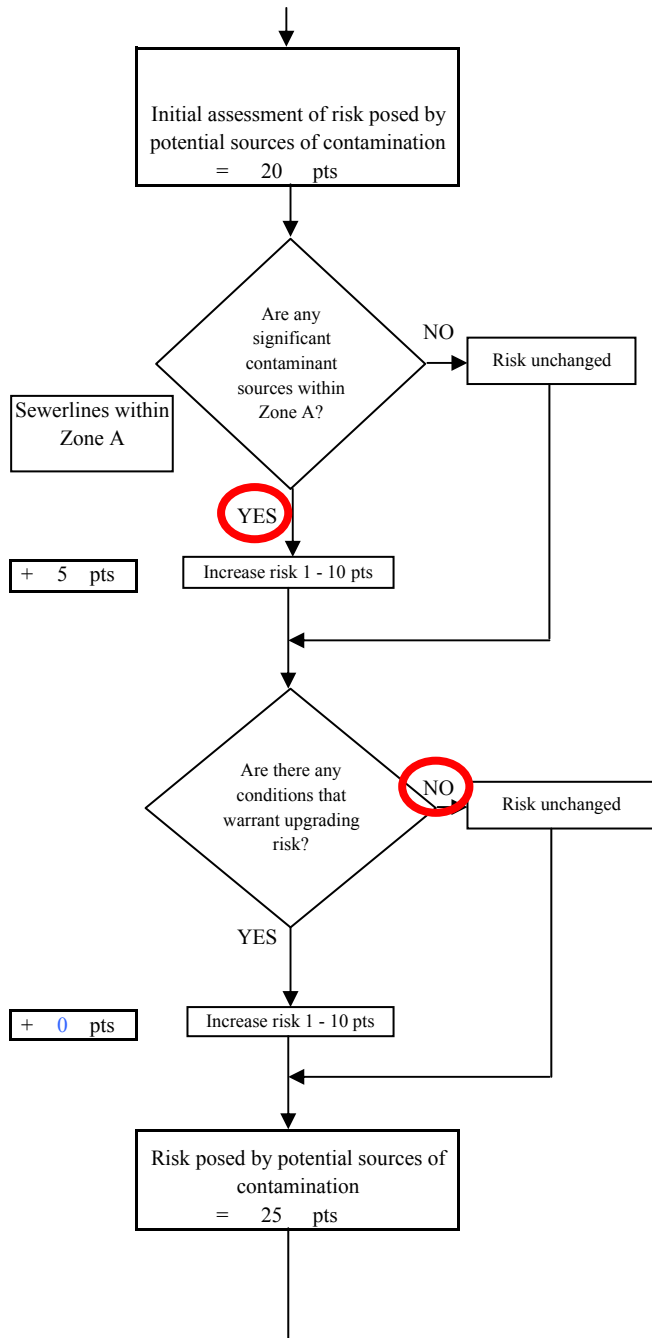 Initial assessment of risk posed by
potential sources of contamination
= 20 pts
Are any
significant
contaminant
sources within
Zone A?
NO
Risk unchanged
Sewerlines within
Zone A
YES
+ 5 pts
Increase risk 1 - 10 pts
Are there any
conditions that
warrant upgrading
risk?
NO
Risk unchanged
YES
+ 0 pts
Increase risk 1 - 10 pts
Risk posed by potential sources of
contamination
= 25 pts